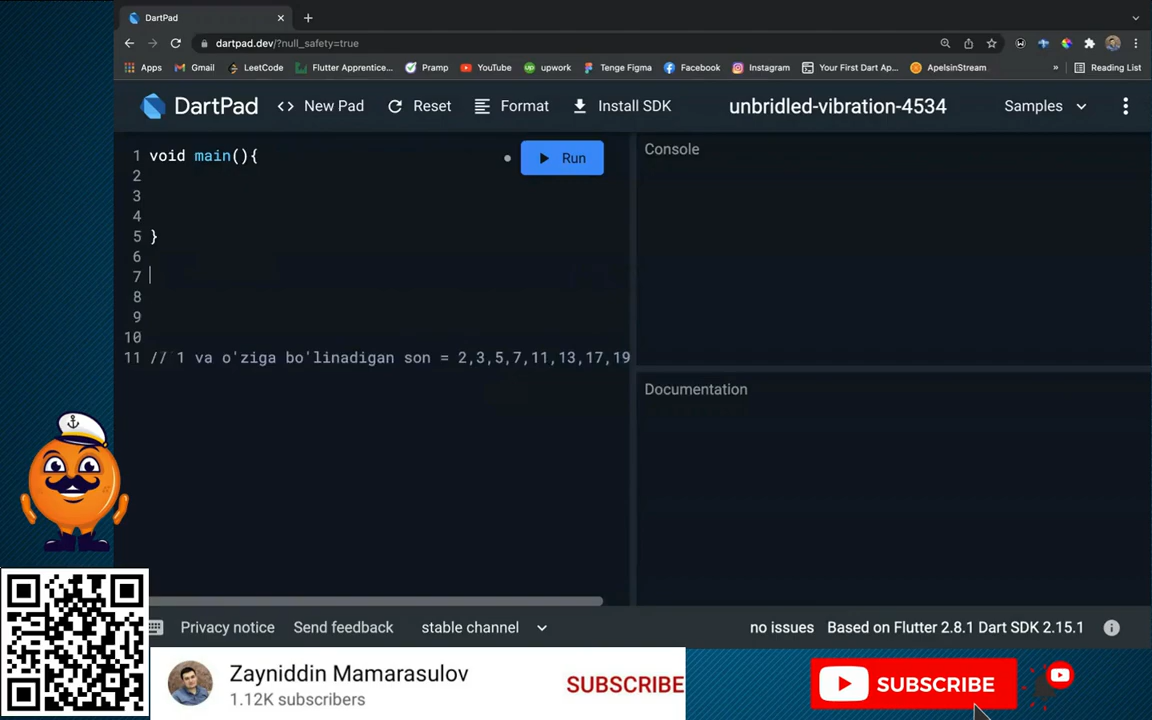 DartPad
dartpad.dev/?null_safety=true
Apps Gmail LeetCode Flutter Apprentice... Pramp YouTube upwork Tenge Figma Facebook Instagram Your First Dart Ap... ApelsinStream » Reading List
DartPad <> New Pad Reset Format Install SDK unbridled-vibration-4534 Samples
1 void main(){
Run
Console
2
3
4
5 }
6
7
8
9
10
11 // 1 va o'ziga bo'linadigan son = 2,3,5,7,11,13,17,19
Documentation
Privacy notice Send feedback stable channel no issues Based on Flutter 2.8.1 Dart SDK 2.15.1
Zayniddin Mamarasulov
1.12K subscribers
SUBSCRIBE
SUBSCRIBE